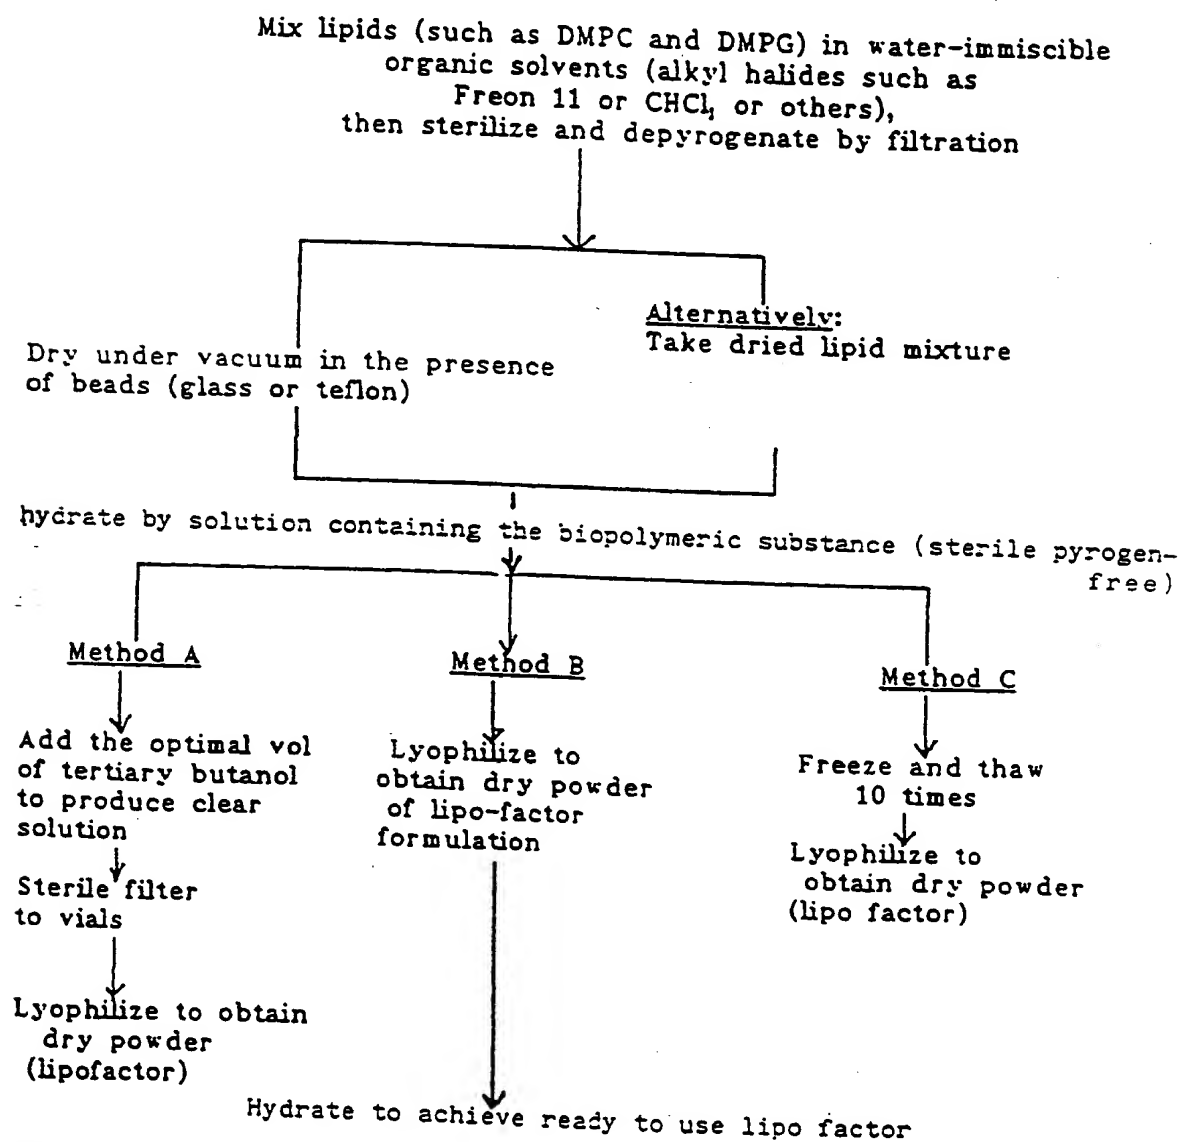 Mix lipids (such as DMPC and DMPG) in water-immiscible
organic solvents (alkyl halides such as
Freon 11 or CHCl, or others),
then sterilize and depyrogenate by filtration
Alternatively:
Take dried lipid mixture
Dry under vacuum in the presence
of beads (glass or teflon)
hydrate by solution containing the biopolymeric substance (sterile pyrogen-
free)
Method A
Add the optimal vol
of tertiary butanol
to produce clear
solution
Sterile filter
to vials
Lyophilize to obtain
dry powder
(lipofactor)
Method B
Lyophilize to
obtain dry powder
of lipo-factor
formulation
Method C
Freeze and thaw
10 times
Lyophilize to
obtain dry powder
(lipo factor)
Hydrate to achieve ready to use lipo factor